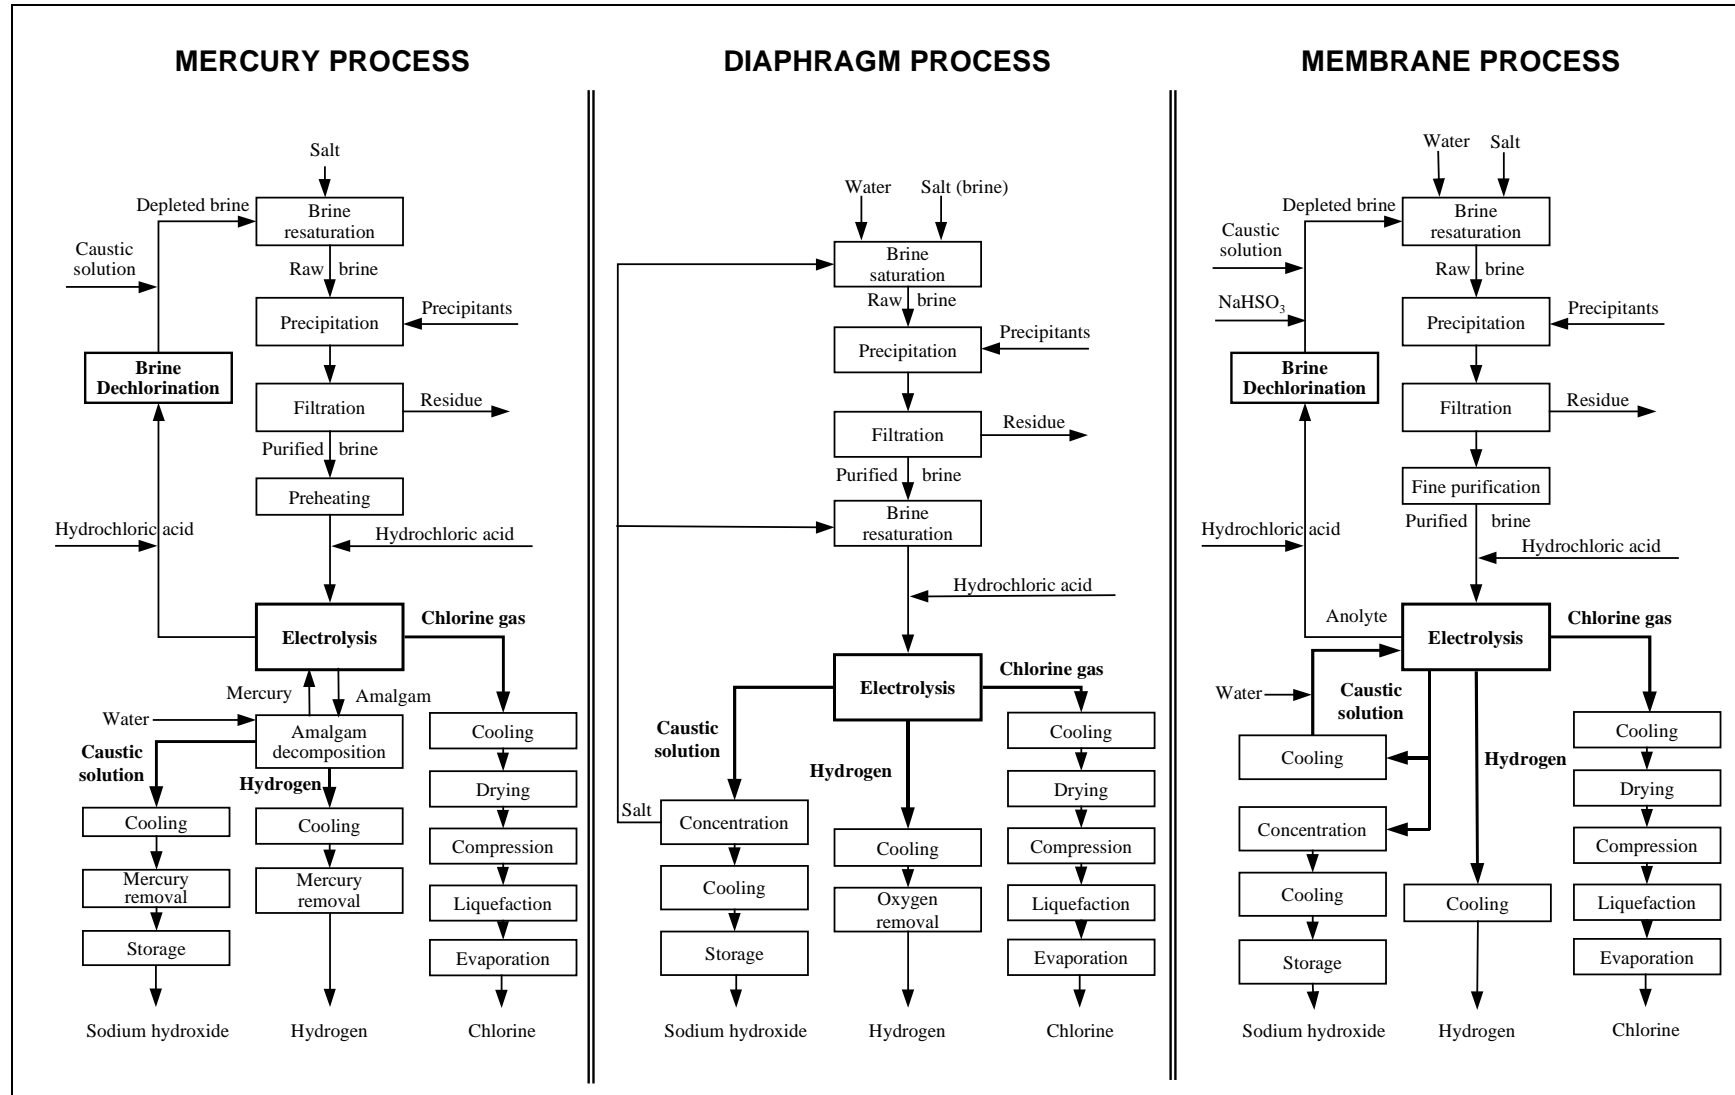 MERCURY PROCESS
Salt
Depleted brine
Brine
resaturation
Caustic
solution
Raw brine
Precipitation
Precipitants
Brine
Dechlorination
Filtration
Residue
Purified brine
Preheating
Hydrochloric acid
Hydrochloric acid
Electrolysis
Chlorine gas
Mercury
Amalgam
Water
Amalgam
decomposition
Caustic
solution
Hydrogen
Cooling
Drying
Cooling
Cooling
Compression
Mercury
removal
Mercury
removal
Liquefaction
Storage
Evaporation
Sodium hydroxide
Hydrogen
Chlorine
DIAPHRAGM PROCESS
Water
Salt (brine)
Brine
saturation
Raw brine
Precipitation
Precipitants
Filtration
Residue
Purified brine
Brine
resaturation
Hydrochloric acid
Electrolysis
Chlorine gas
Caustic
solution
Hydrogen
Cooling
Drying
Salt
Concentration
Cooling
Compression
Cooling
Oxygen
removal
Liquefaction
Storage
Evaporation
Sodium hydroxide
Hydrogen
Chlorine
MEMBRANE PROCESS
Water
Salt
Depleted brine
Brine
resaturation
Caustic
solution
Raw brine
NaHSO3
Precipitation
Precipitants
Brine
Dechlorination
Filtration
Residue
Fine purification
Purified brine
Hydrochloric acid
Hydrochloric acid
Anolyte
Electrolysis
Chlorine gas
Water
Caustic
solution
Cooling
Hydrogen
Cooling
Drying
Concentration
Compression
Cooling
Cooling
Liquefaction
Storage
Evaporation
Sodium hydroxide
Hydrogen
Chlorine